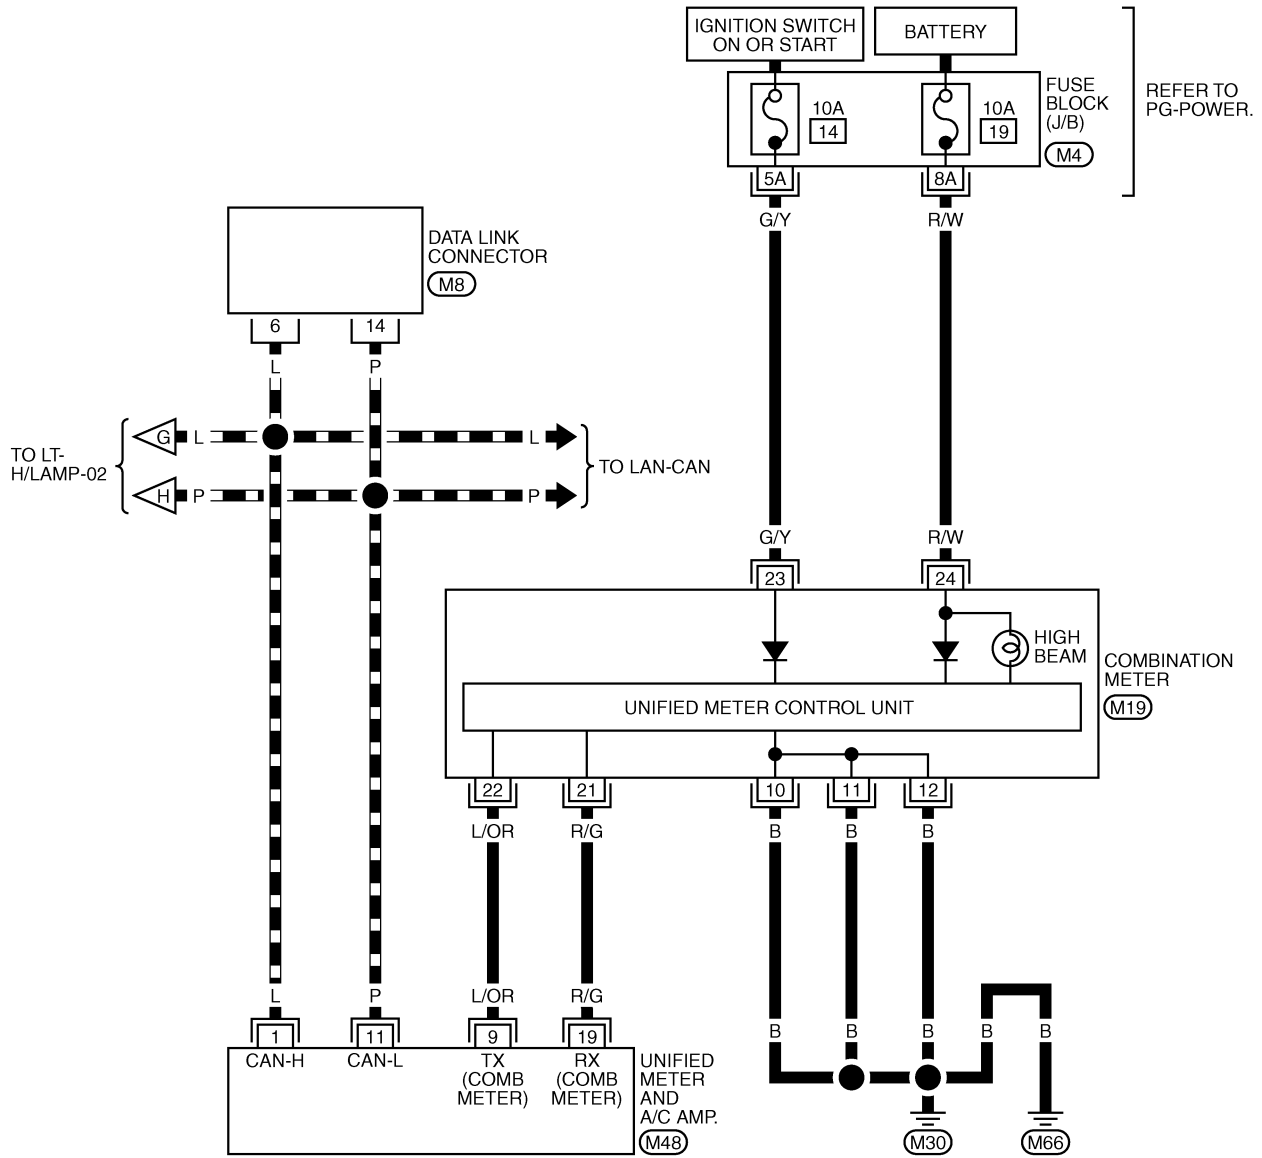 IGNITION SWITCH
ON OR START
BATTERY
FUSE
BLOCK
(J/B)
M4
REFER TO
PG-POWER.
10A
14
10A
19
5A
8A
G/Y
R/W
DATA LINK
CONNECTOR
M8
6
14
L
P
TO LT-
H/LAMP-02
G
L
L
H
P
P
TO LAN-CAN
G/Y
R/W
23
24
HIGH
BEAM
COMBINATION
METER
M19
UNIFIED METER CONTROL UNIT
22
21
10
11
12
L/OR
R/G
B
B
B
L
P
L/OR
R/G
B
B
B
B
B
1
11
9
19
CAN-H
CAN-L
TX
(COMB
METER)
RX
(COMB
METER)
UNIFIED
METER
AND
A/C AMP.
M48
M30
M66